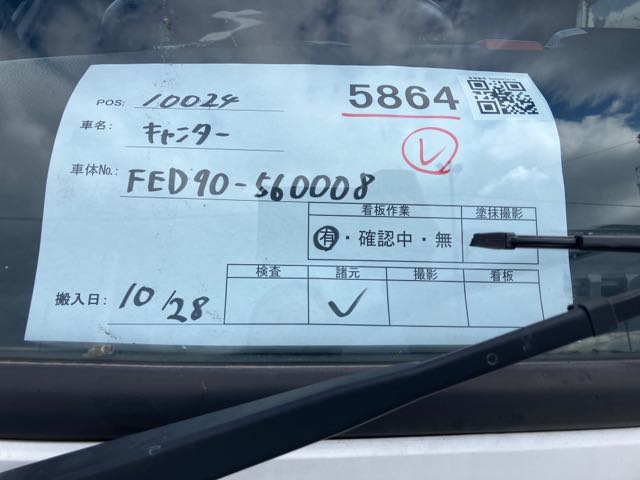 POS: 10024
5864
レ
車名: キャンター
車体No.: FED90-560008
看板作業 塗抹撮影
有・確認中・無
検査 諸元 撮影 看板
搬入日: 10/28 ✓